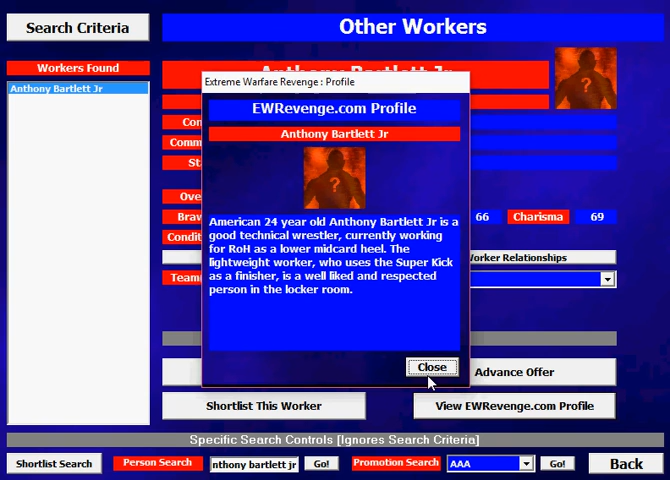 Search Criteria
Other Workers
Workers Found
Anthony Bartlett Jr
Anthony Bartlett Jr
Extreme Warfare Revenge : Profile
EWRevenge.com Profile
Anthony Bartlett Jr
American 24 year old Anthony Bartlett Jr is a
good technical wrestler, currently working
for RoH as a lower midcard heel. The
lightweight worker, who uses the Super Kick
as a finisher, is a well liked and respected
person in the locker room.
Close
66 Charisma 69
Worker Relationships
Advance Offer
Shortlist This Worker
View EWRevenge.com Profile
Specific Search Controls [Ignores Search Criteria]
Shortlist Search
Person Search
nthony bartlett jr
Go!
Promotion Search
AAA
Go!
Back